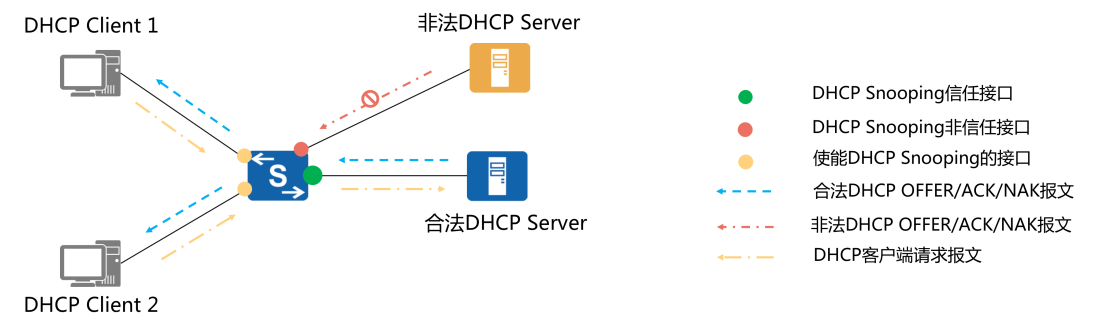 DHCP Client 1
非法DHCP Server
S
合法DHCP Server
DHCP Client 2
DHCP Snooping信任接口
DHCP Snooping非信任接口
使能DHCP Snooping的接口
合法DHCP OFFER/ACK/NAK报文
非法DHCP OFFER/ACK/NAK报文
DHCP客户端请求报文